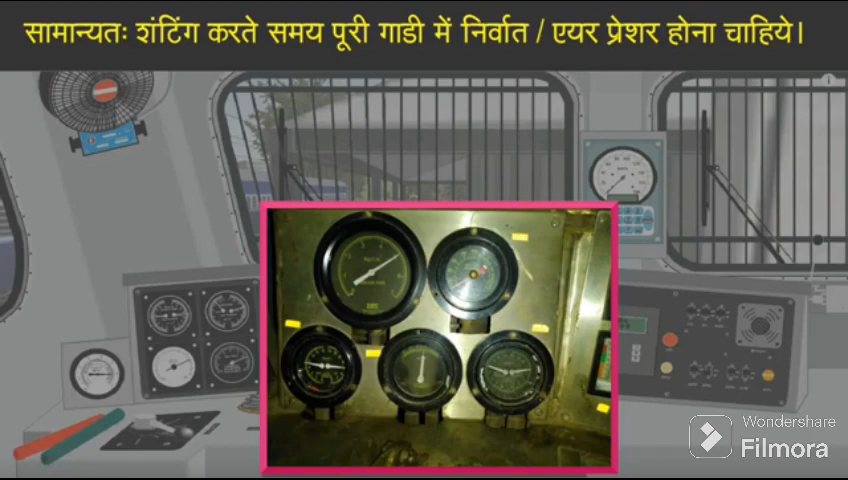 सामान्यतः शंटिंग करते समय पूरी गाडी में निर्वात / एयर प्रेशर होना चाहिये।
Wondershare
Filmora